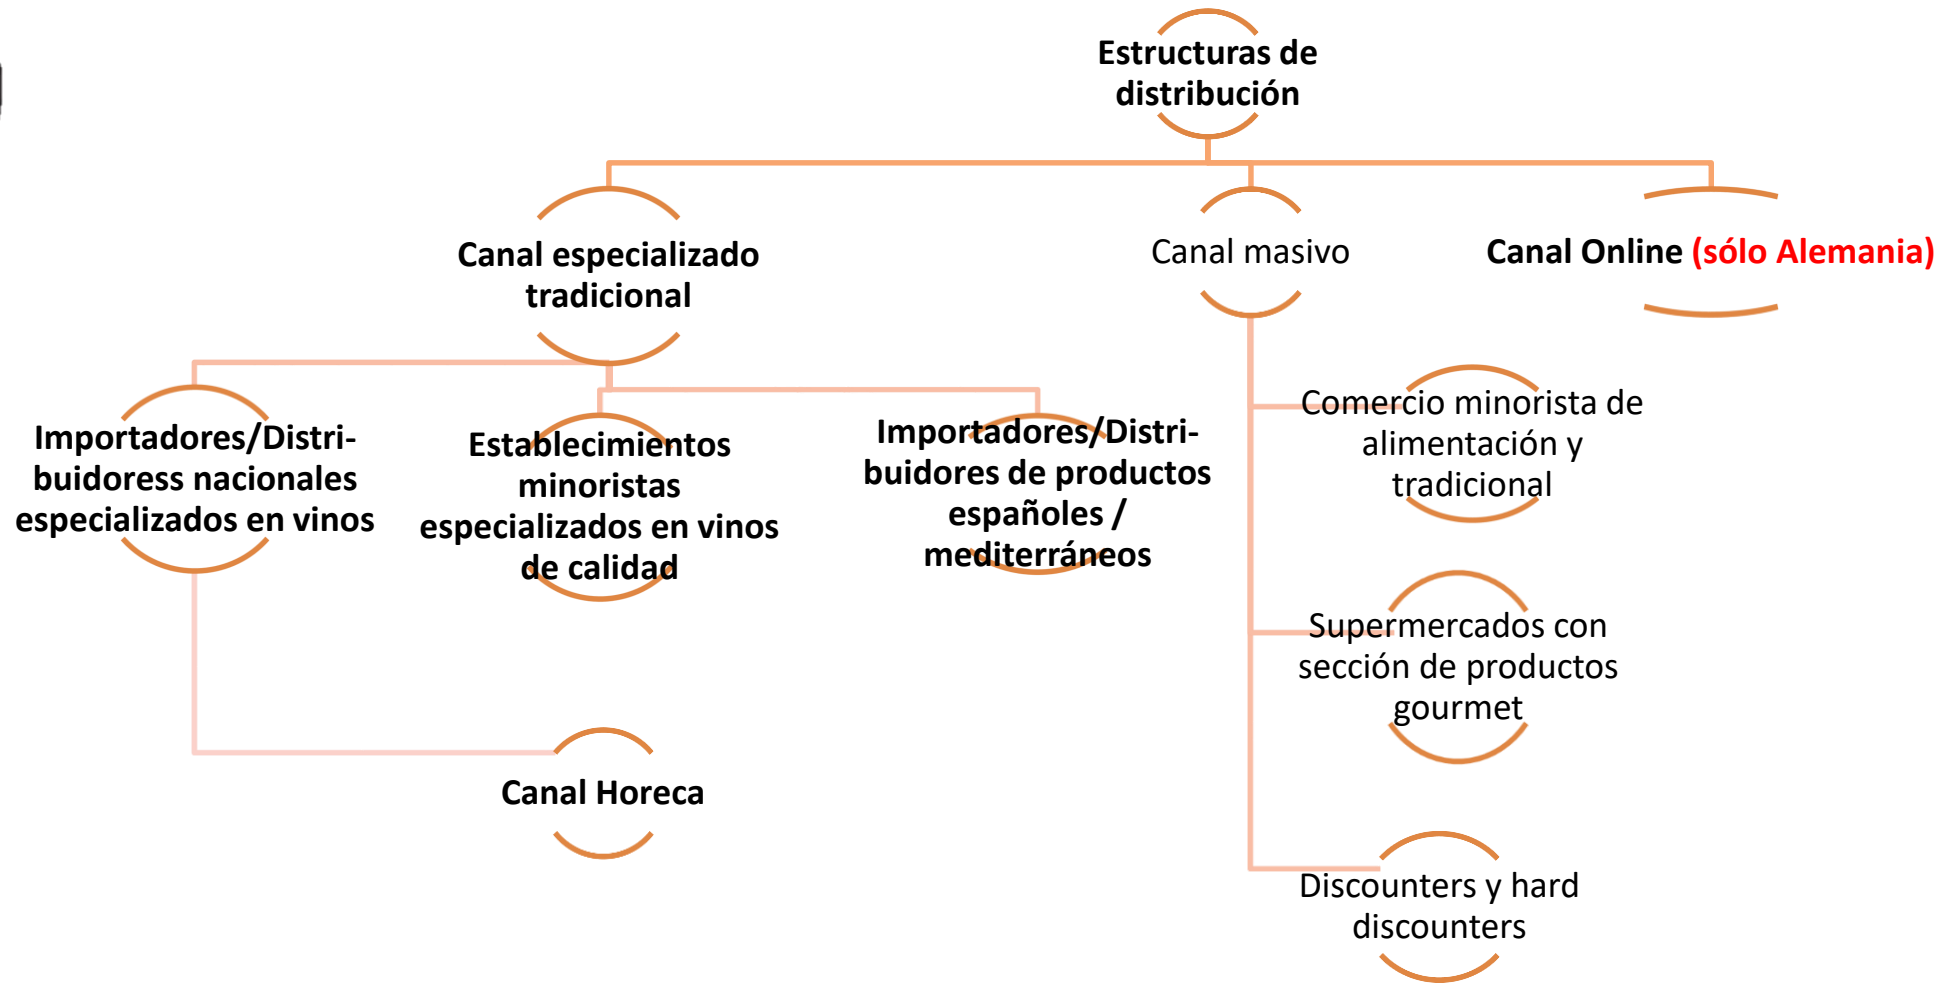 Estructuras de
distribución
Canal especializado
tradicional
Canal masivo
Canal Online (sólo Alemania)
Importadores/Distri-
buidoress nacionales
especializados en vinos
Establecimientos
minoristas
especializados en vinos
de calidad
Importadores/Distri-
buidores de productos
españoles /
mediterráneos
Comercio minorista de
alimentación y
tradicional
Supermercados con
sección de productos
gourmet
Canal Horeca
Discounters y hard
discounters